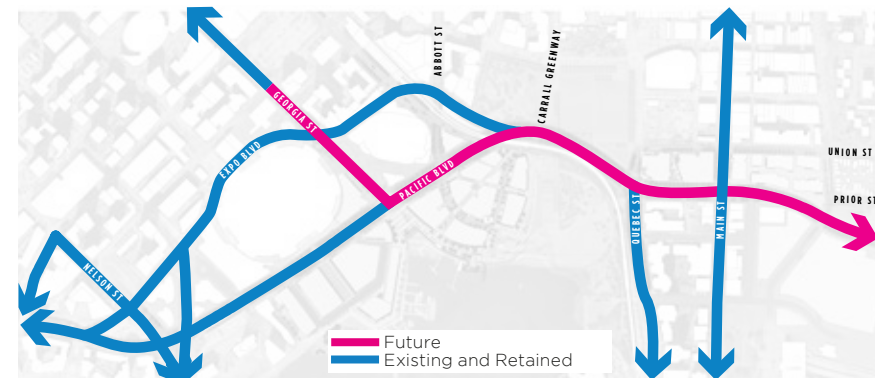 ABBOTT ST
CARRALL GREENWAY
GEORGIA ST
EXPO BLVD
PACIFIC BLVD
UNION ST
PRIOR ST
QUEBEC ST
MAIN ST
NELSON ST
Future
Existing and Retained